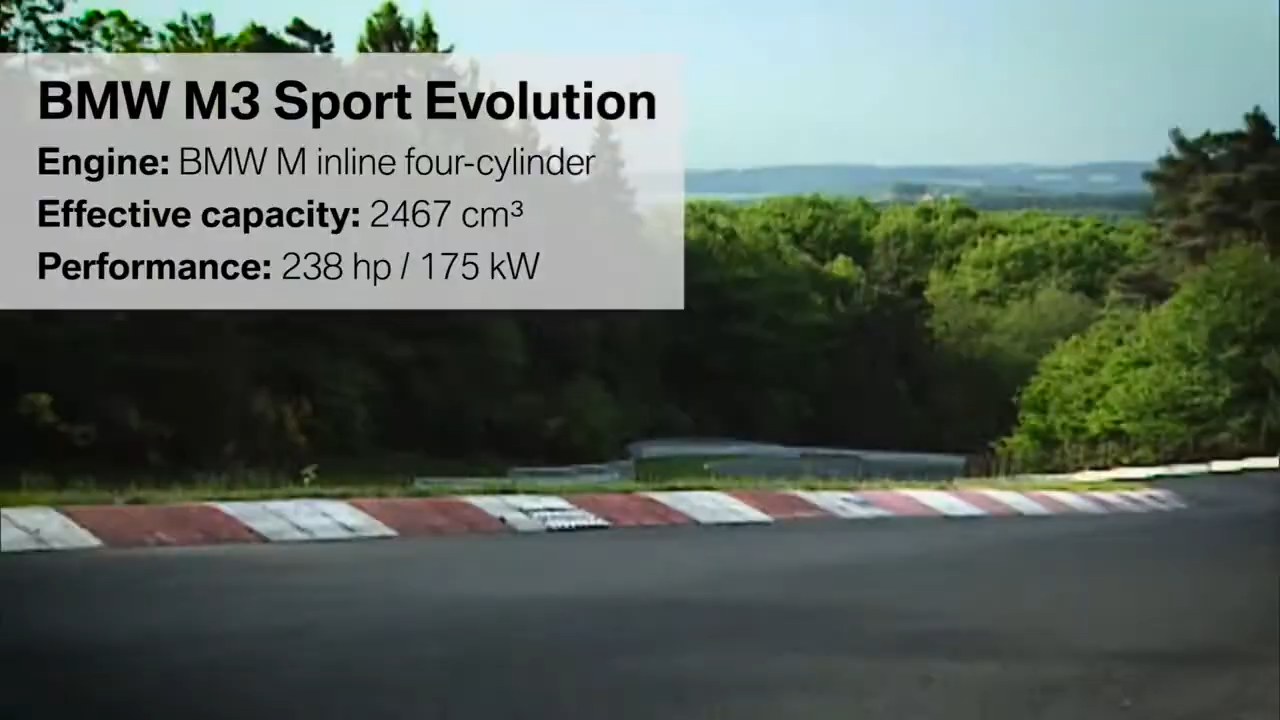 BMW M3 Sport Evolution
Engine: BMW M inline four-cylinder
Effective capacity: 2467 cm³
Performance: 238 hp / 175 kW